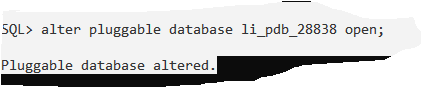 SQL> alter pluggable database li_pdb_28838 open;
Pluggable database altered.